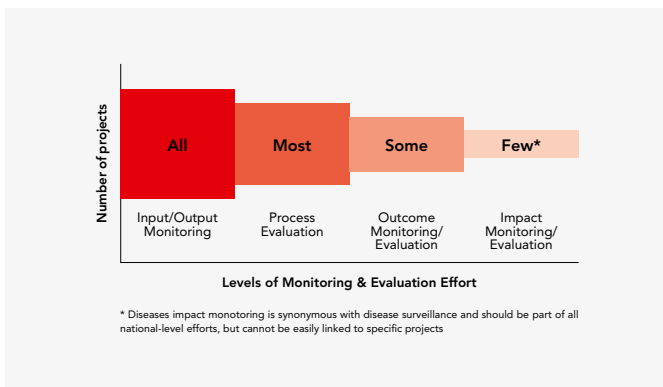 Number of projects
All
Most
Some
Few*
Input/Output
Monitoring
Process
Evaluation
Outcome
Monitoring/
Evaluation
Impact
Monitoring/
Evaluation
Levels of Monitoring & Evaluation Effort
* Diseases impact monotoring is synonymous with disease surveillance and should be part of all
national-level efforts, but cannot be easily linked to specific projects